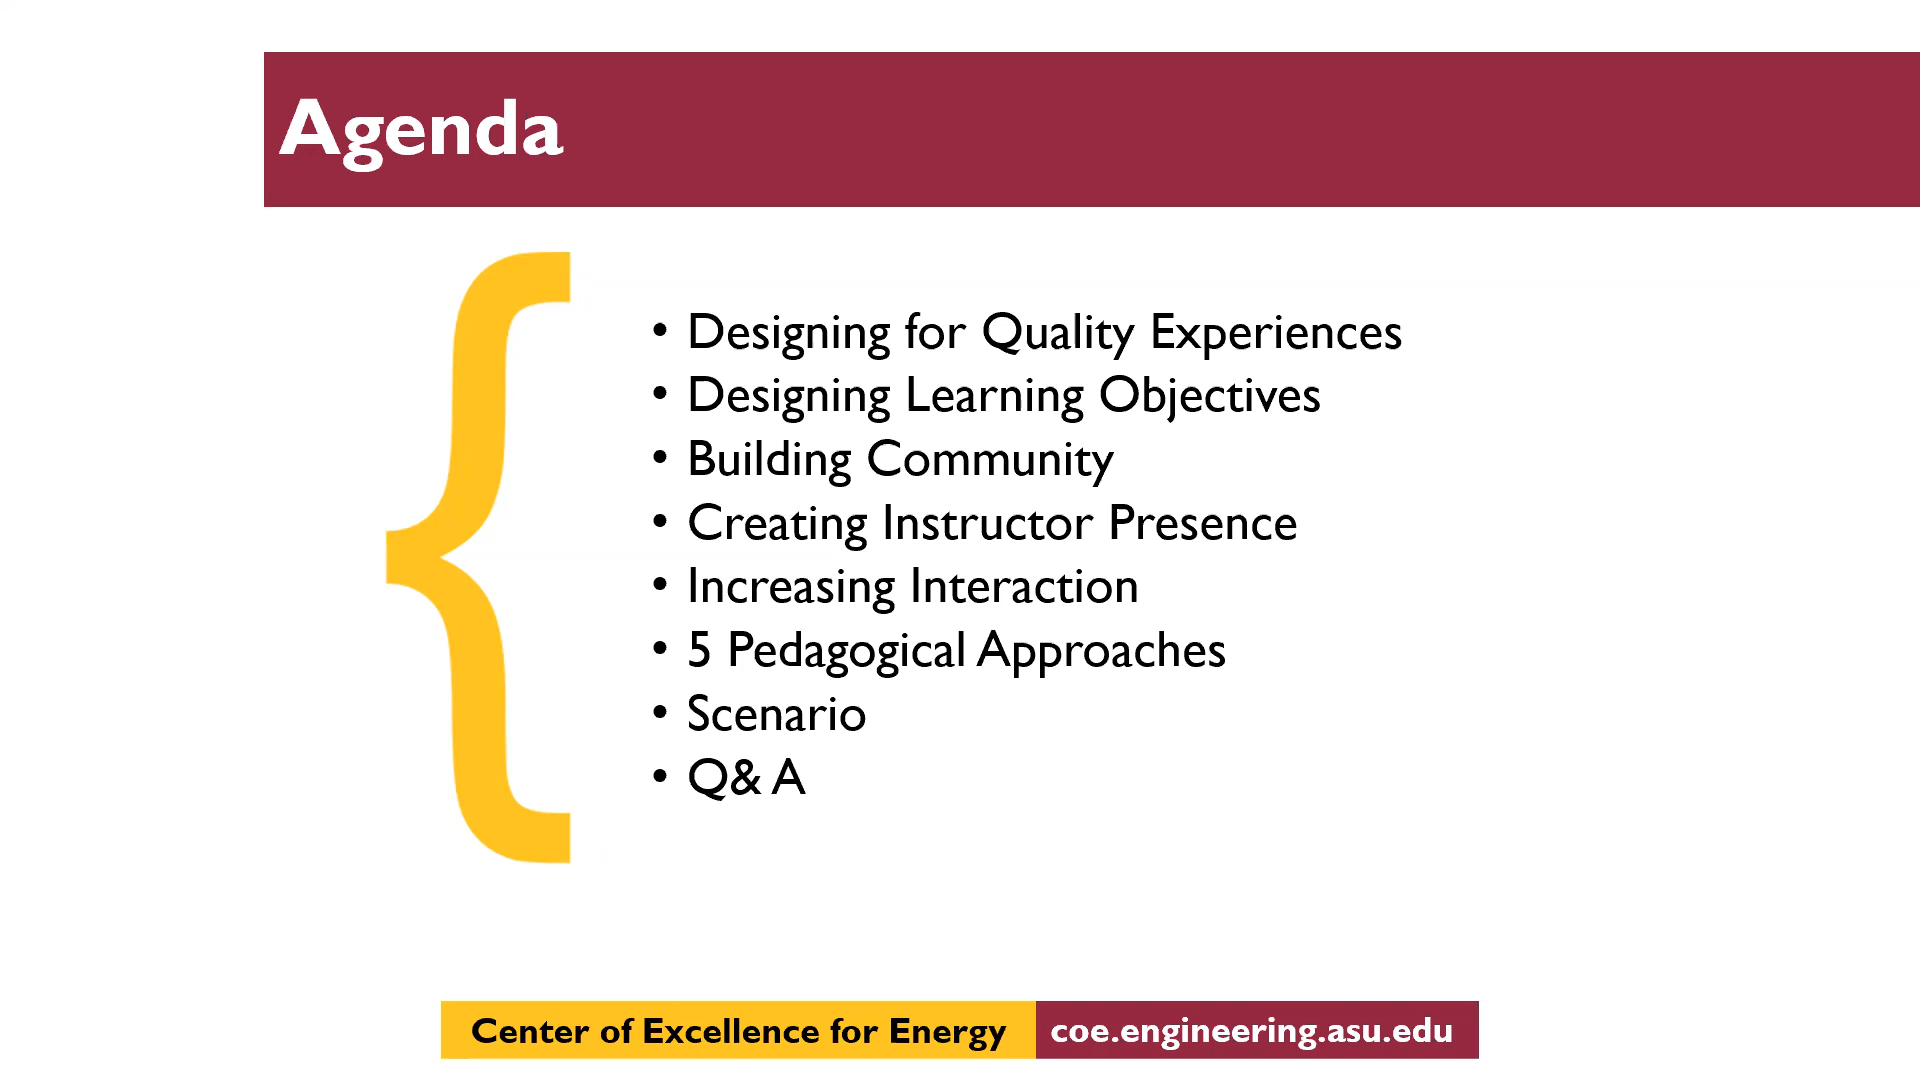 Agenda
• Designing for Quality Experiences
• Designing Learning Objectives
• Building Community
• Creating Instructor Presence
• Increasing Interaction
• 5 Pedagogical Approaches
• Scenario
• Q& A
Center of Excellence for Energy coe.engineering.asu.edu